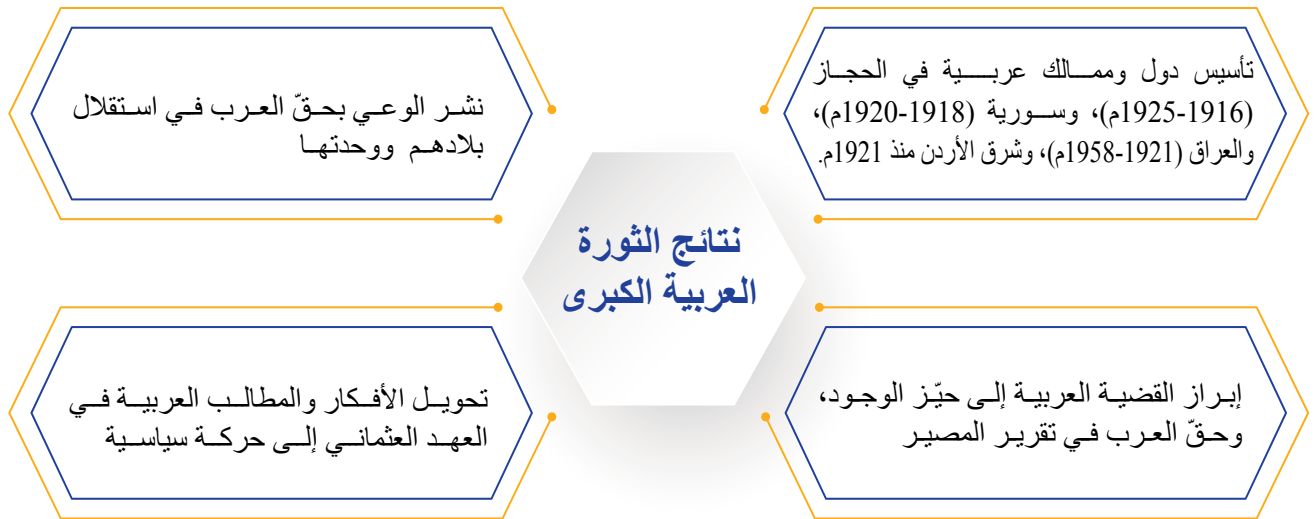 نتائج الثورة
العربية الكبرى
تأسيس دول وممالك عربية في الحجاز
(1916-1925م)، وسورية (1918-1920م)،
والعراق (1921-1958م)، وشرق الأردن منذ 1921م.
نشر الوعي بحقّ العرب في استقلال
بلادهم ووحدتها
إبراز القضية العربية إلى حيّز الوجود،
وحقّ العرب في تقرير المصير
تحويل الأفكار والمطالب العربية في
العهد العثماني إلى حركة سياسية